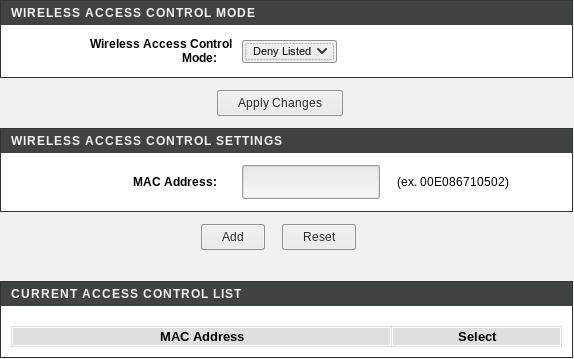 WIRELESS ACCESS CONTROL MODE
Wireless Access Control
Mode:
Deny Listed
Apply Changes
WIRELESS ACCESS CONTROL SETTINGS
MAC Address:
(ex. 00E086710502)
Add
Reset
CURRENT ACCESS CONTROL LIST
MAC Address
Select